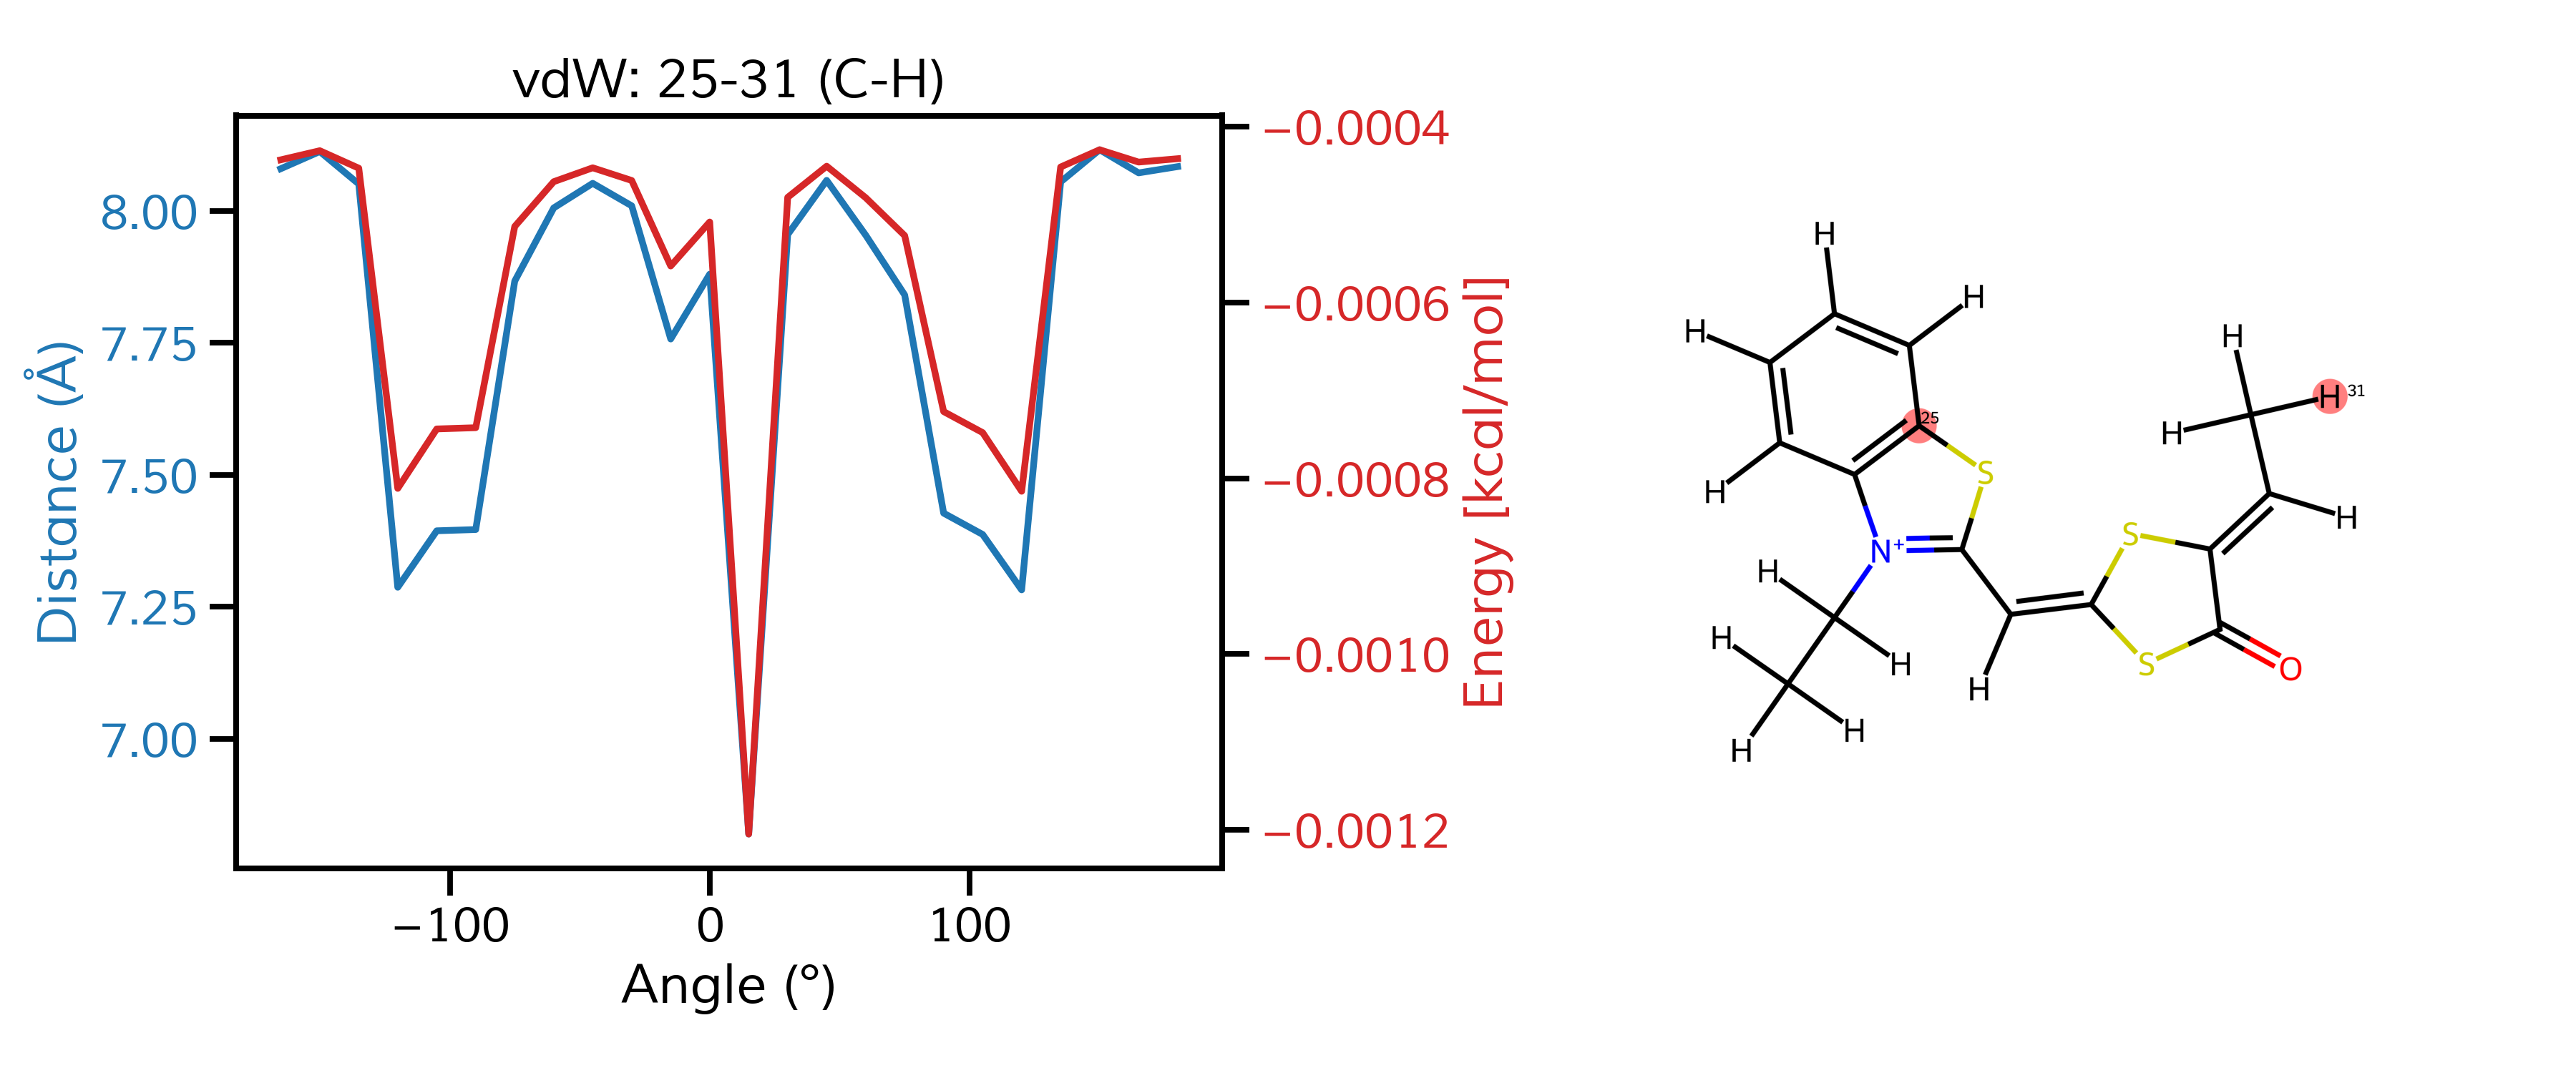 vdW: 25-31 (C-H)
Distance (Å)
8.00
7.75
7.50
7.25
7.00
−100
0
100
Angle (°)
−0.0004
−0.0006
−0.0008
−0.0010
−0.0012
Energy [kcal/mol]
H
H
H
H
H
H 31
25
H
S
H
N+
S
H
H
H
H
S
O
H
H
H